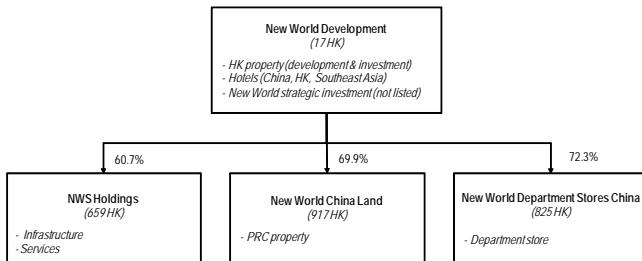 New World Development
(17 HK)
- HK property (development & investment)
- Hotels (China, HK, Southeast Asia)
- New World strategic investment (not listed)
60.7%
69.9%
72.3%
NWS Holdings
(659 HK)
- Infrastructure
- Services
New World China Land
(917 HK)
- PRC property
New World Department Stores China
(825 HK)
- Department store